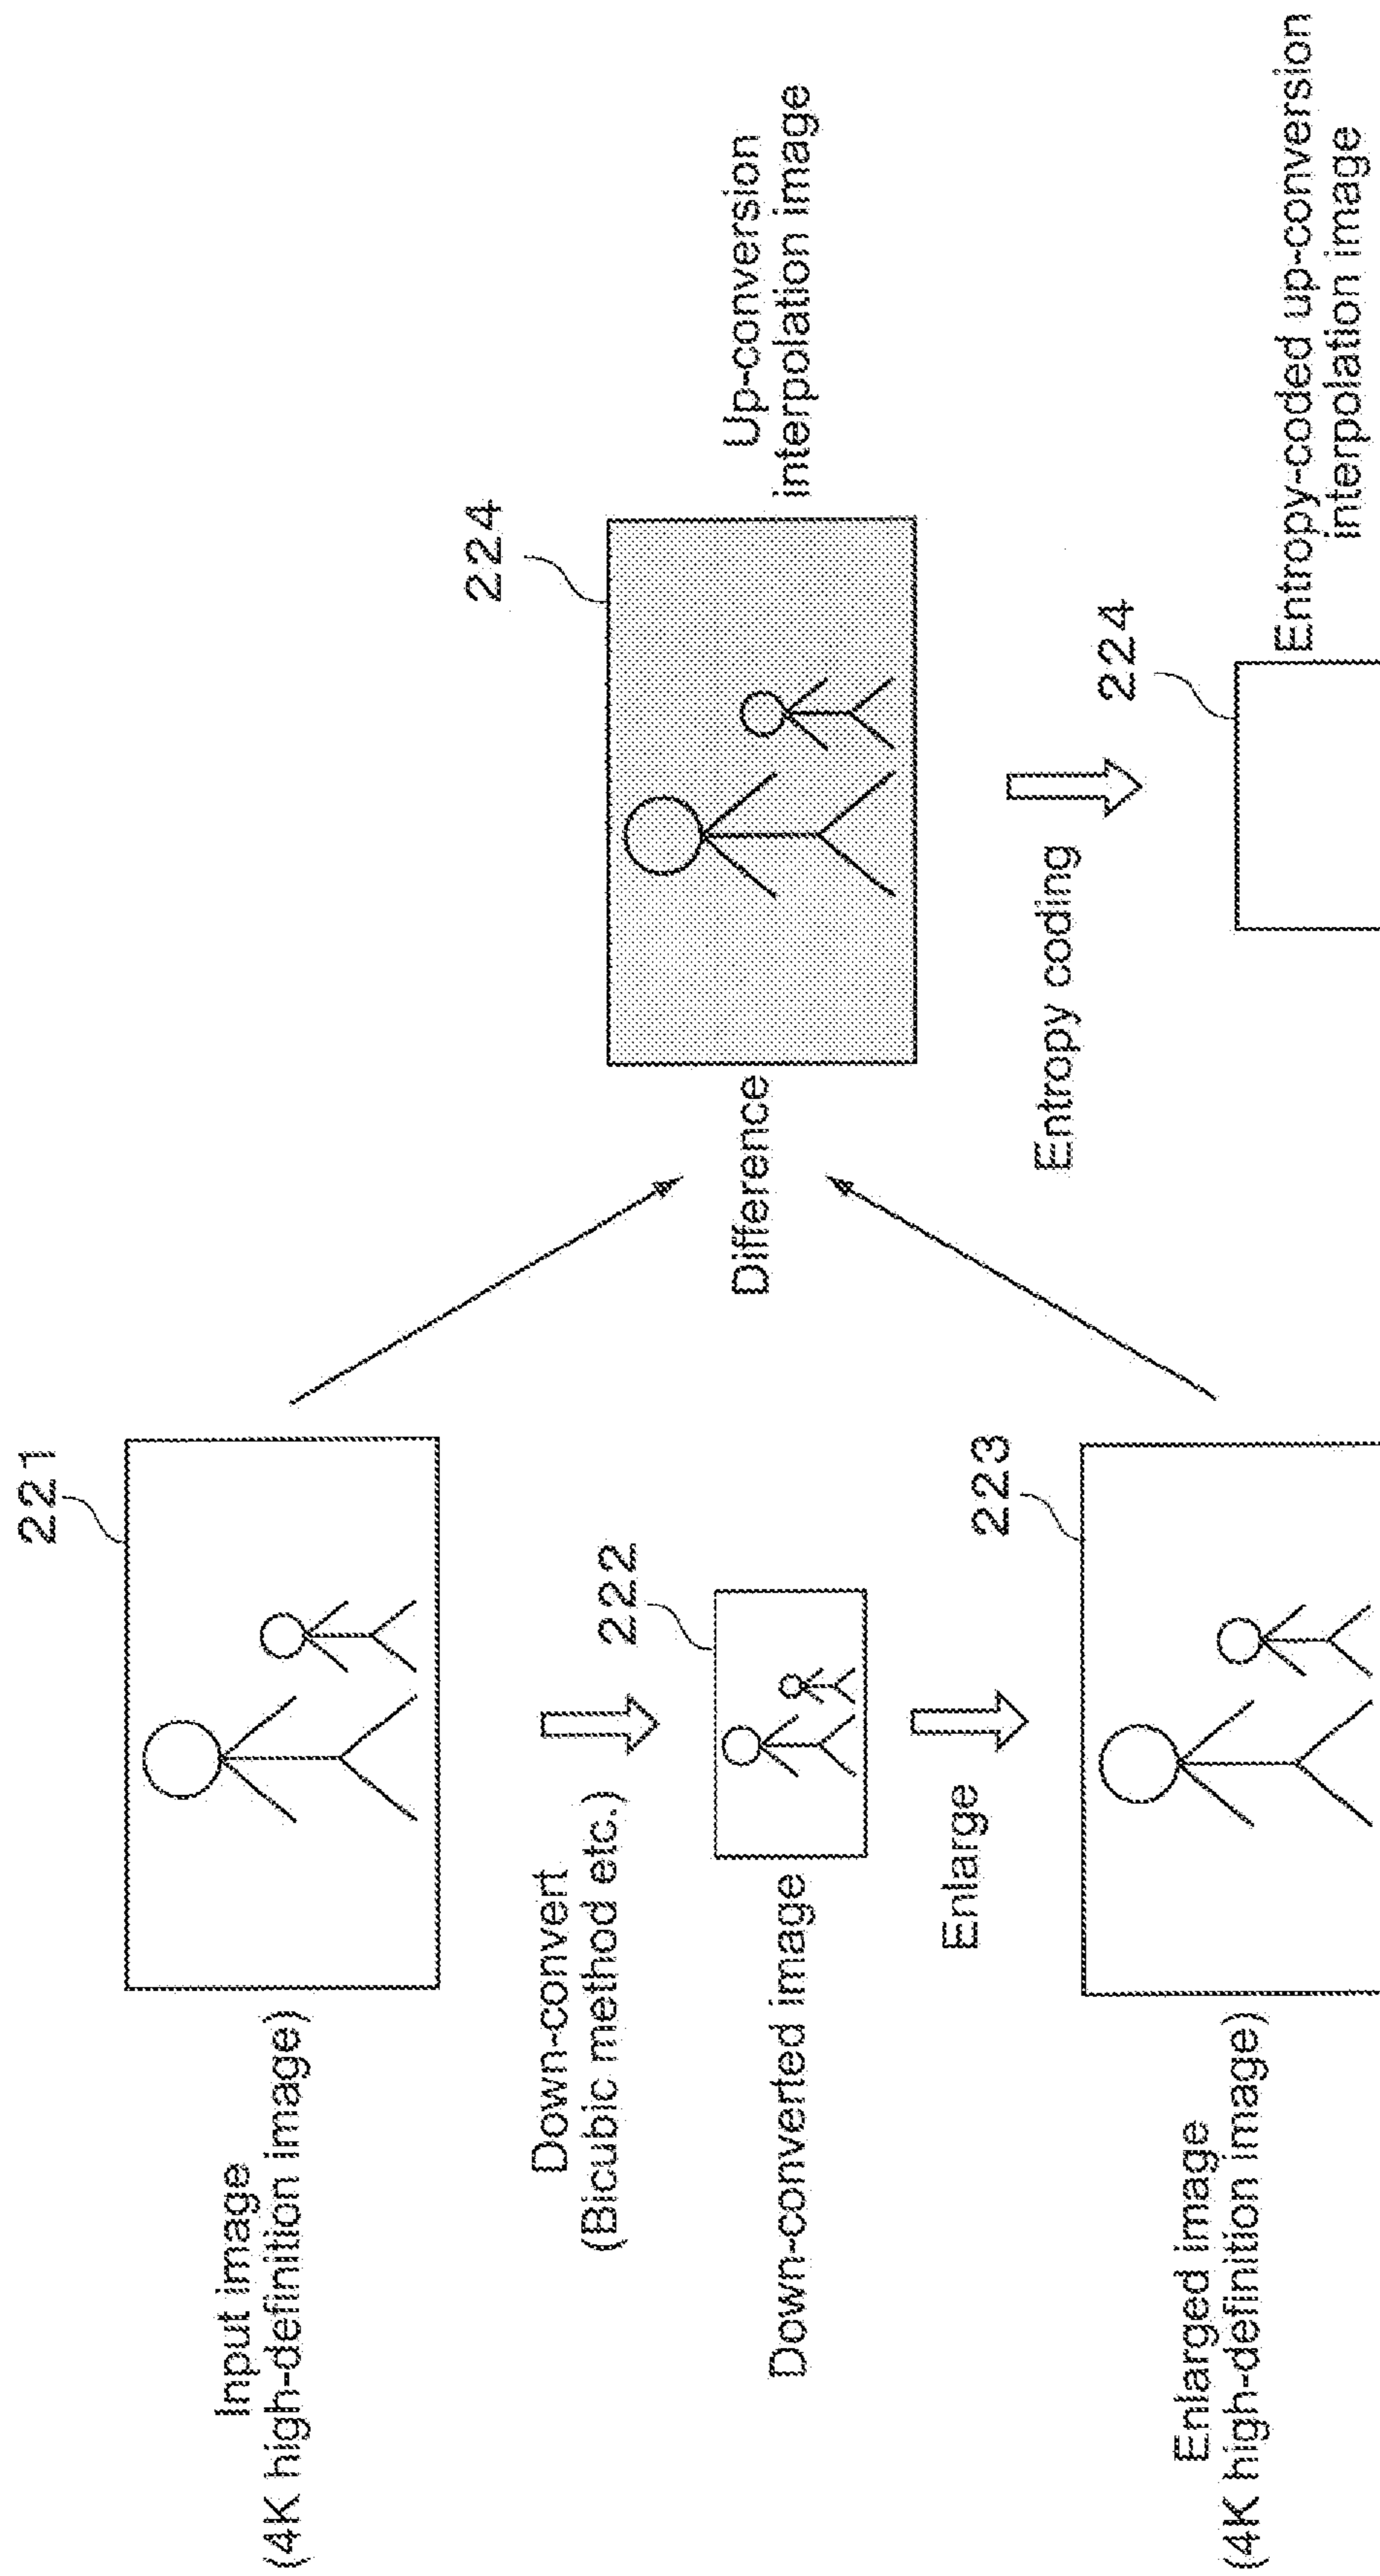 Input image
(4K high-definition image)
221
Down-convert
(Bicubic method etc.)
222
Down-converted image
Enlarge
Enlarged image
(4K high-definition image)
223
Difference
224
Up-conversion
interpolation image
Entropy coding
224
Entropy-coded up-conversion
interpolation image